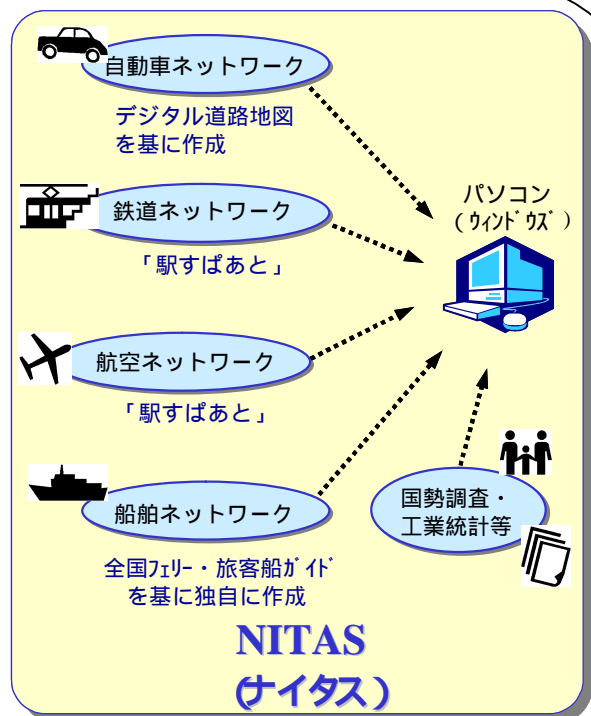 自動車ネットワーク
デジタル道路地図
を基に作成
鉄道ネットワーク
「駅すぱあと」
パソコン
(ｳｨﾝﾄﾞｳｽﾞ)
航空ネットワーク
「駅すぱあと」
船舶ネットワーク
全国ﾌｪﾘｰ・旅客船ｶﾞｲﾄﾞ
を基に独自に作成
国勢調査・
工業統計等
NITAS
(ナイタス)